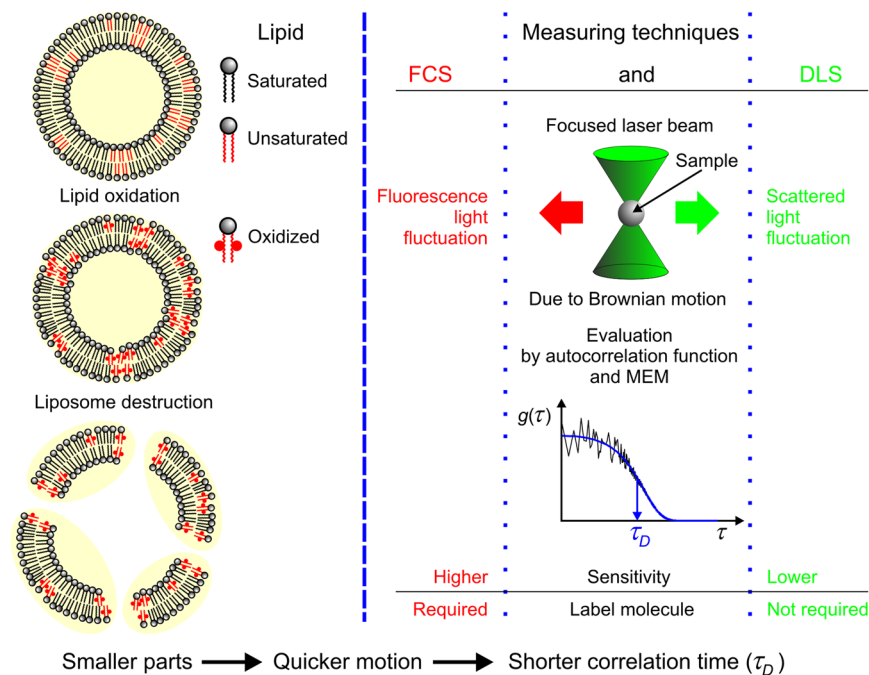 Lipid
Saturated
Unsaturated
Lipid oxidation
Oxidized
Liposome destruction
Measuring techniques
FCS and DLS
Focused laser beam
Sample
Fluorescence
light
fluctuation
Scattered
light
fluctuation
Due to Brownian motion
Evaluation
by autocorrelation function
and MEM
g(τ)
τD
τ
Higher Sensitivity Lower
Required Label molecule Not required
Smaller parts Quicker motion Shorter correlation time (τD)